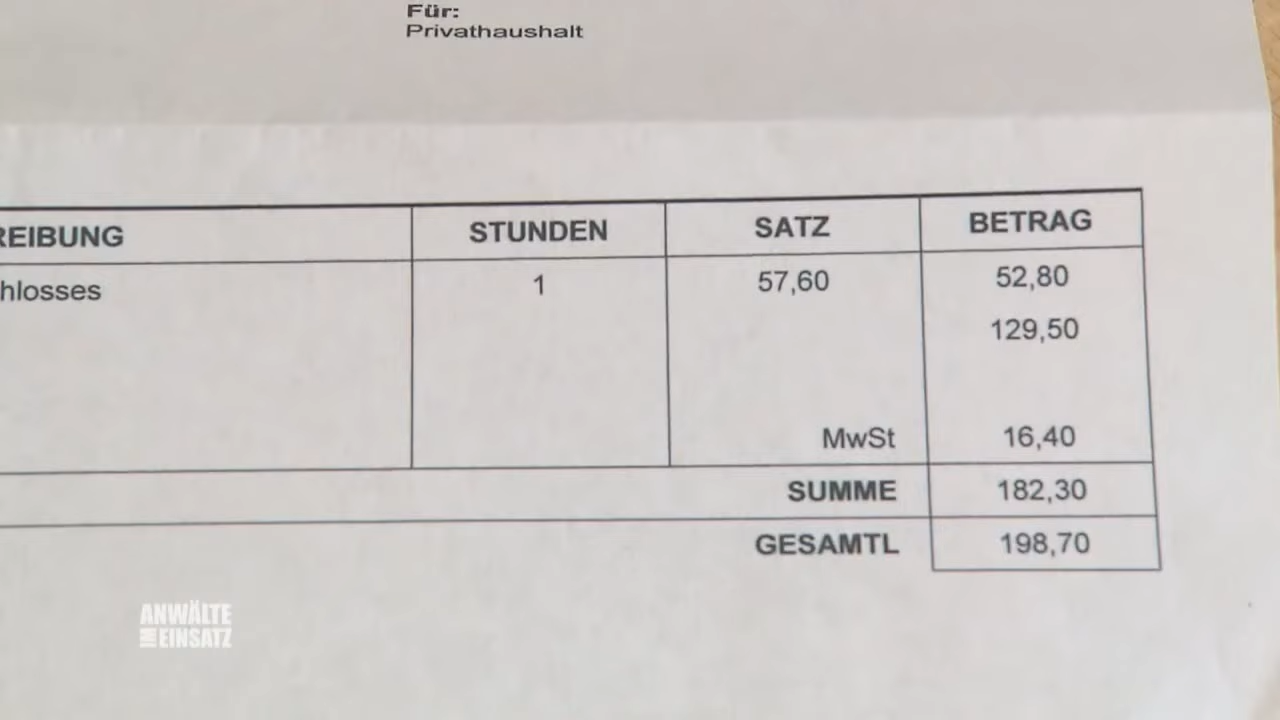 Für:
Privathaushalt
REIBUNG STUNDEN SATZ BETRAG
hlosses 1 57,60 52,80
129,50
MwSt 16,40
SUMME 182,30
GESAMTL 198,70
ANWÄLTE
IM EINSATZ